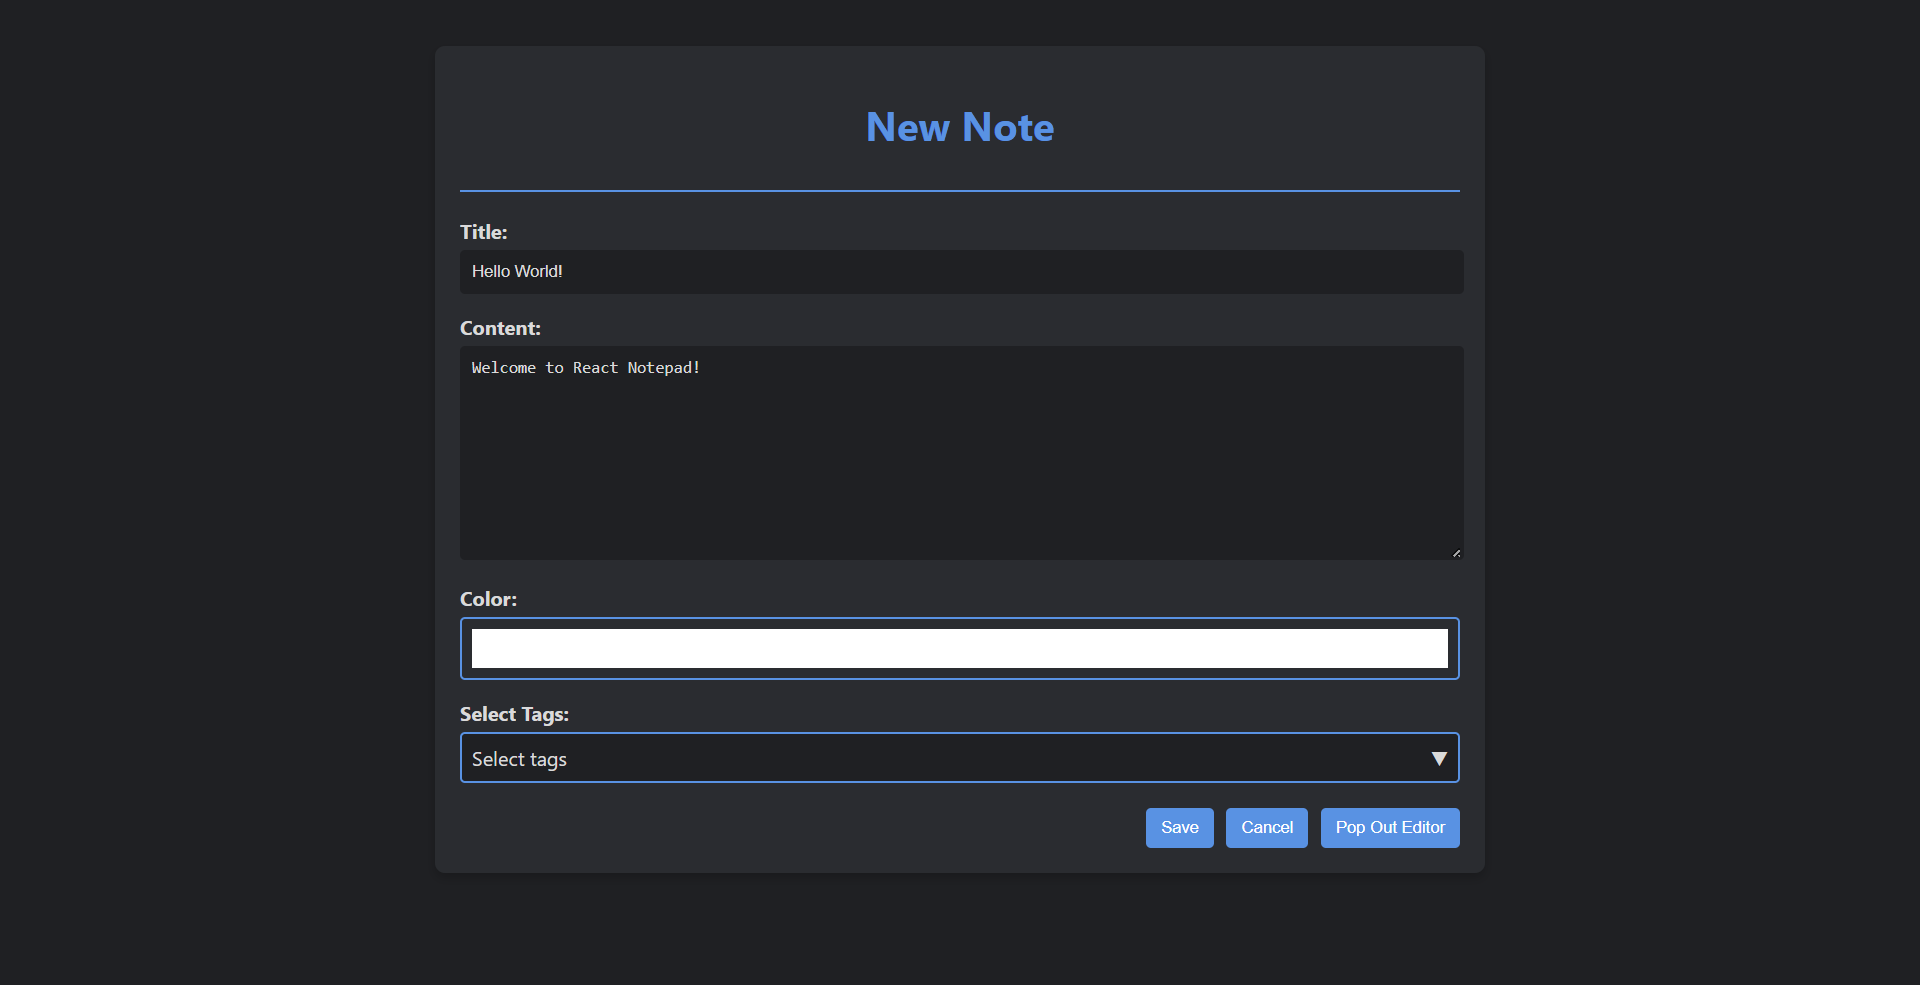 New Note
Title:
Hello World!
Content:
Welcome to React Notepad!
Color:
Select Tags:
Select tags ▼
Save Cancel Pop Out Editor